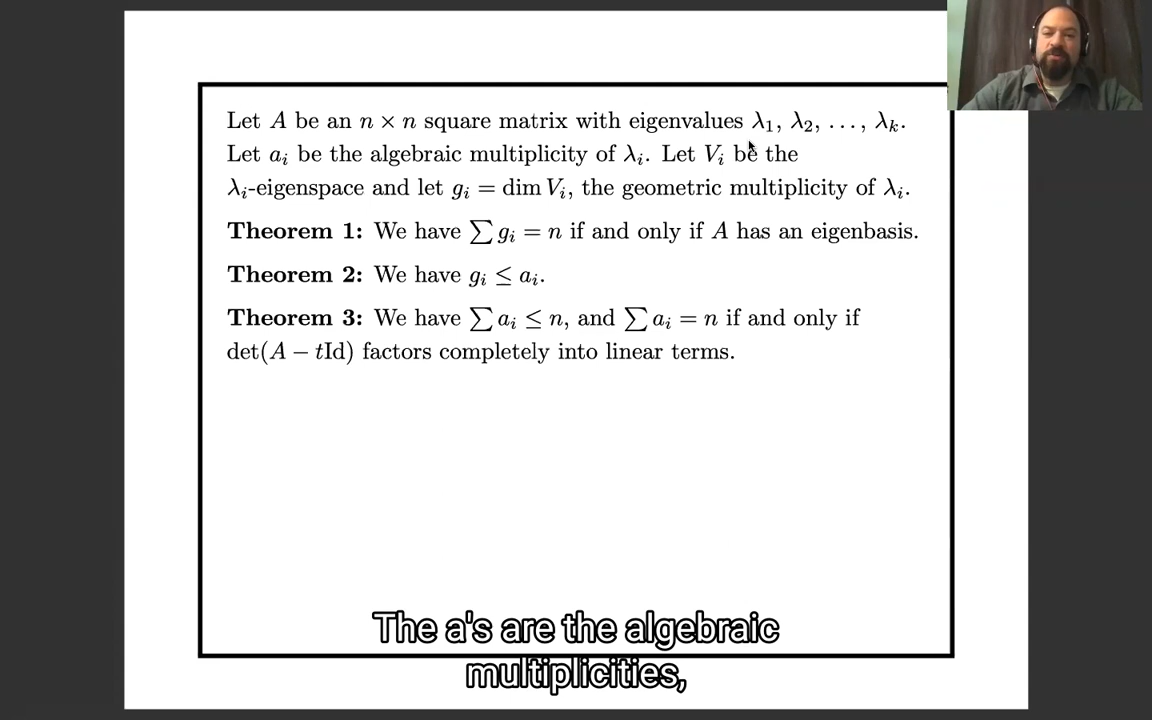 Let A be an n × n square matrix with eigenvalues λ₁, λ₂, …, λₖ.
Let aᵢ be the algebraic multiplicity of λᵢ. Let Vᵢ be the
λᵢ-eigenspace and let gᵢ = dim Vᵢ, the geometric multiplicity of λᵢ.
Theorem 1: We have ∑ gᵢ = n if and only if A has an eigenbasis.
Theorem 2: We have gᵢ ≤ aᵢ.
Theorem 3: We have ∑ aᵢ ≤ n, and ∑ aᵢ = n if and only if
det(A − tId) factors completely into linear terms.
The a's are the algebraic
multiplicities,